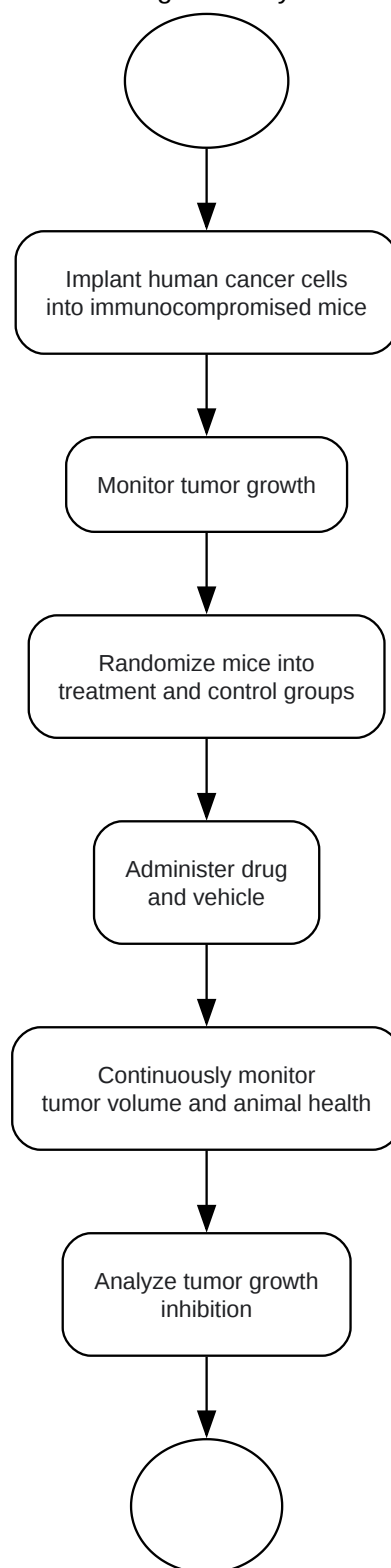 Implant human cancer cells
into immunocompromised mice
Monitor tumor growth
Randomize mice into
treatment and control groups
Administer drug
and vehicle
Continuously monitor
tumor volume and animal health
Analyze tumor growth
inhibition